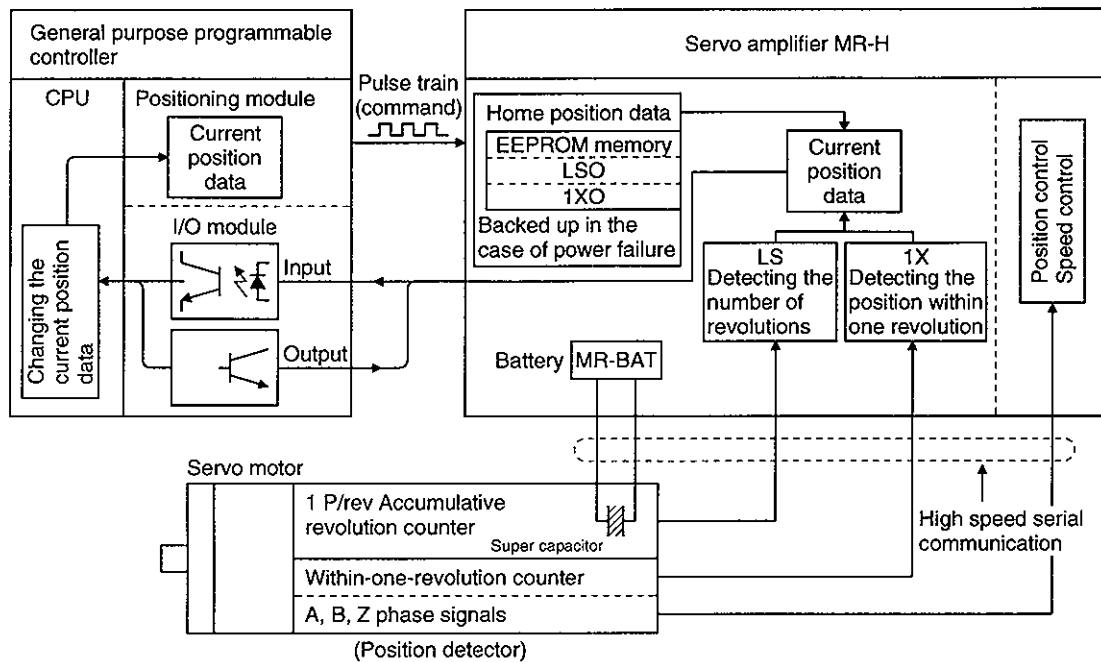 General purpose programmable
controller
CPU
Positioning module
Current
position
data
I/O module
Input
Output
Changing the
current position
data
Pulse train
(command)
Servo amplifier MR-H
Home position data
EEPROM memory
LSO
1XO
Backed up in the
case of power failure
Current
position
data
LS
Detecting the
number of
revolutions
1X
Detecting the
position within
one revolution
Position control
Speed control
Battery
MR-BAT
Servo motor
1 P/rev Accumulative
revolution counter
Super capacitor
Within-one-revolution counter
A, B, Z phase signals
(Position detector)
High speed serial
communication